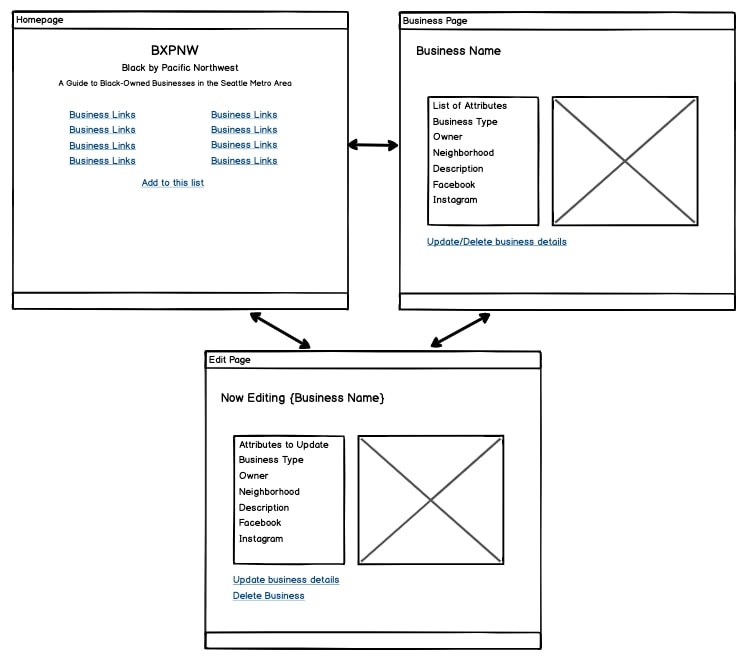 Homepage
BXPNW
Black by Pacific Northwest
A Guide to Black-Owned Businesses in the Seattle Metro Area
Business Links Business Links
Business Links Business Links
Business Links Business Links
Business Links Business Links
Add to this list
Business Page
Business Name
List of Attributes
Business Type
Owner
Neighborhood
Description
Facebook
Instagram
Update/Delete business details
Edit Page
Now Editing {Business Name}
Attributes to Update
Business Type
Owner
Neighborhood
Description
Facebook
Instagram
Update business details
Delete Business